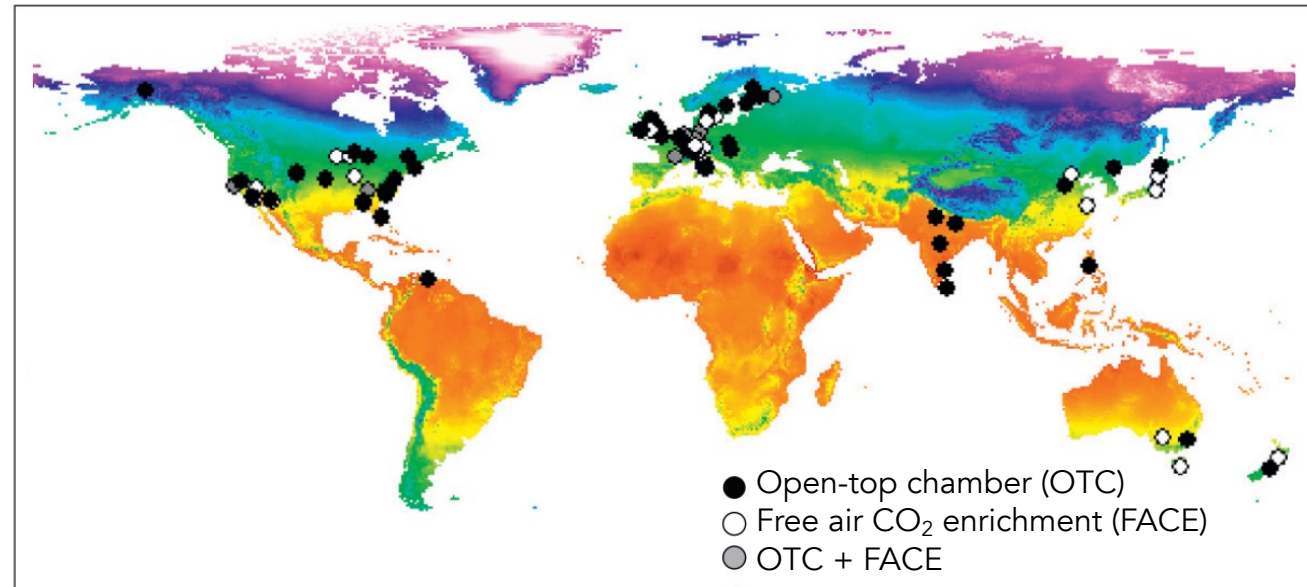 Open-top chamber (OTC)
Free air CO₂ enrichment (FACE)
OTC + FACE